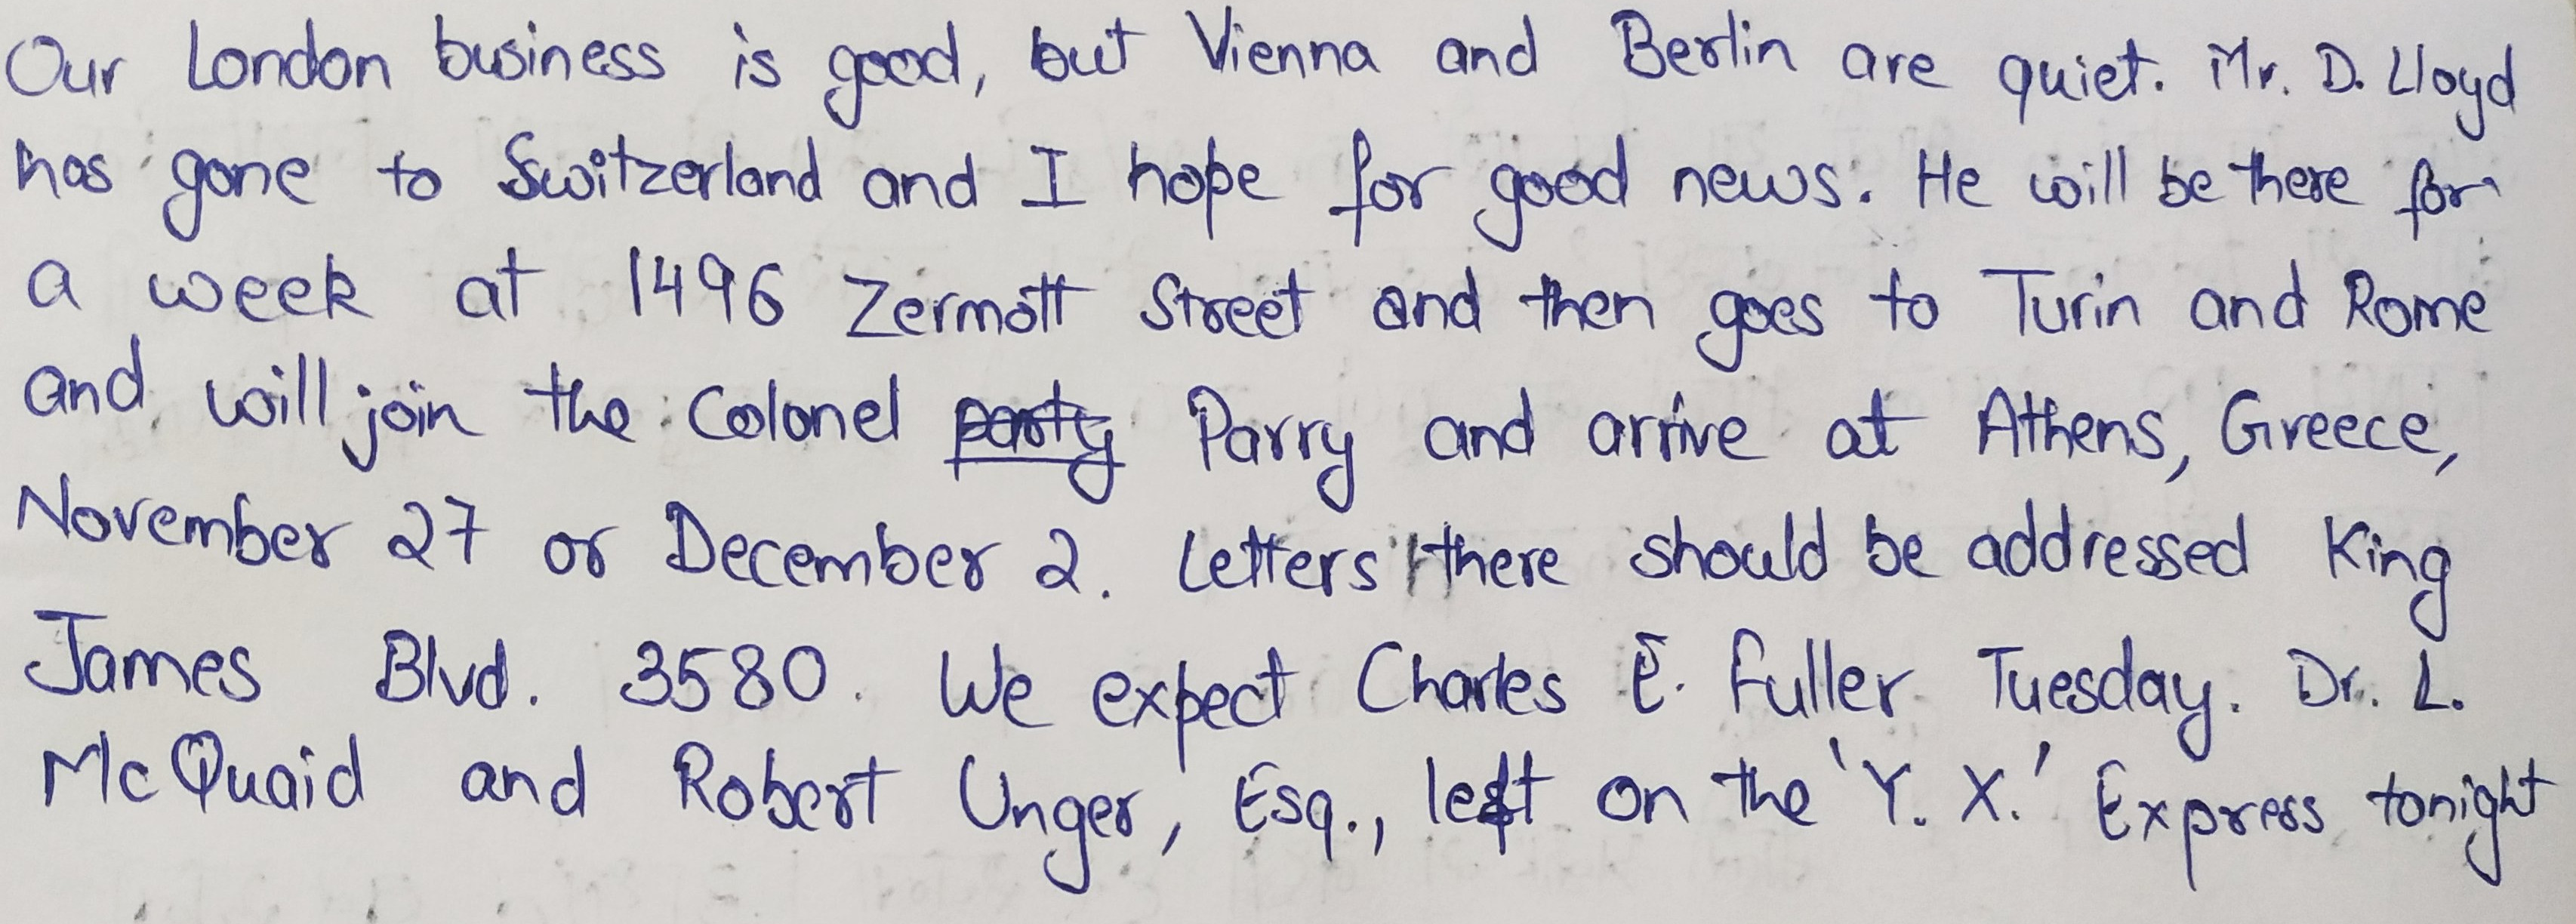 Our London business is good, but Vienna and Berlin are quiet. Mr. D. Lloyd
has gone to Switzerland and I hope for good news. He will be there for
a week at 1496 Zermott Street and then goes to Turin and Rome
and will join the Colonel party Parry and arrive at Athens, Greece,
November 27 or December 2. Letters there should be addressed King
James Blvd. 3580. We expect Charles E. Fuller Tuesday. Dr. L.
McQuaid and Robert Unger, Esq., left on the 'Y. X.' Express tonight